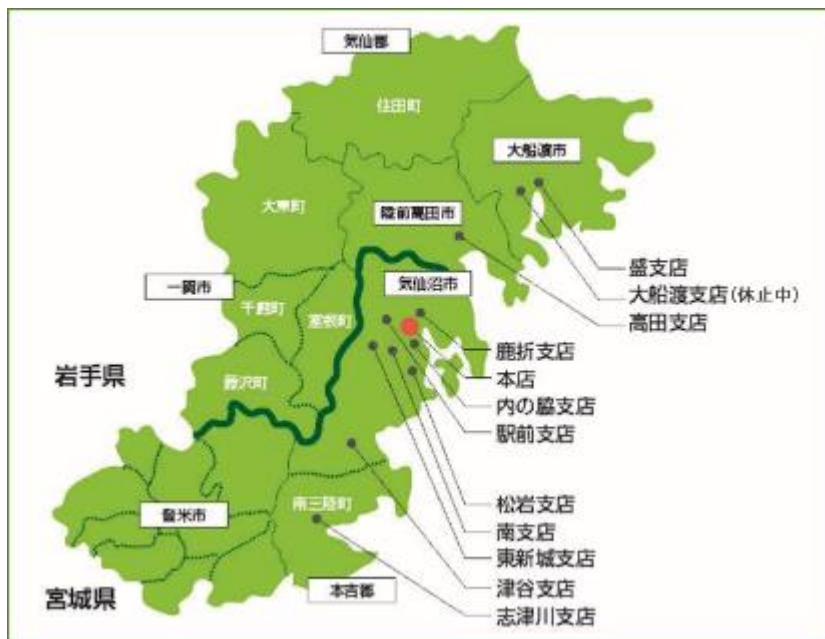 気仙郡
住田町
大船渡市
大東町
陸前高田市
盛支店
一関市
気仙沼市
大船渡支店(休止中)
千厩町
室根町
高田支店
鹿折支店
岩手県
藤沢町
本店
内の脇支店
駅前支店
松岩支店
南三陸町
登米市
南支店
東新城支店
宮城県
本吉郡
津谷支店
志津川支店